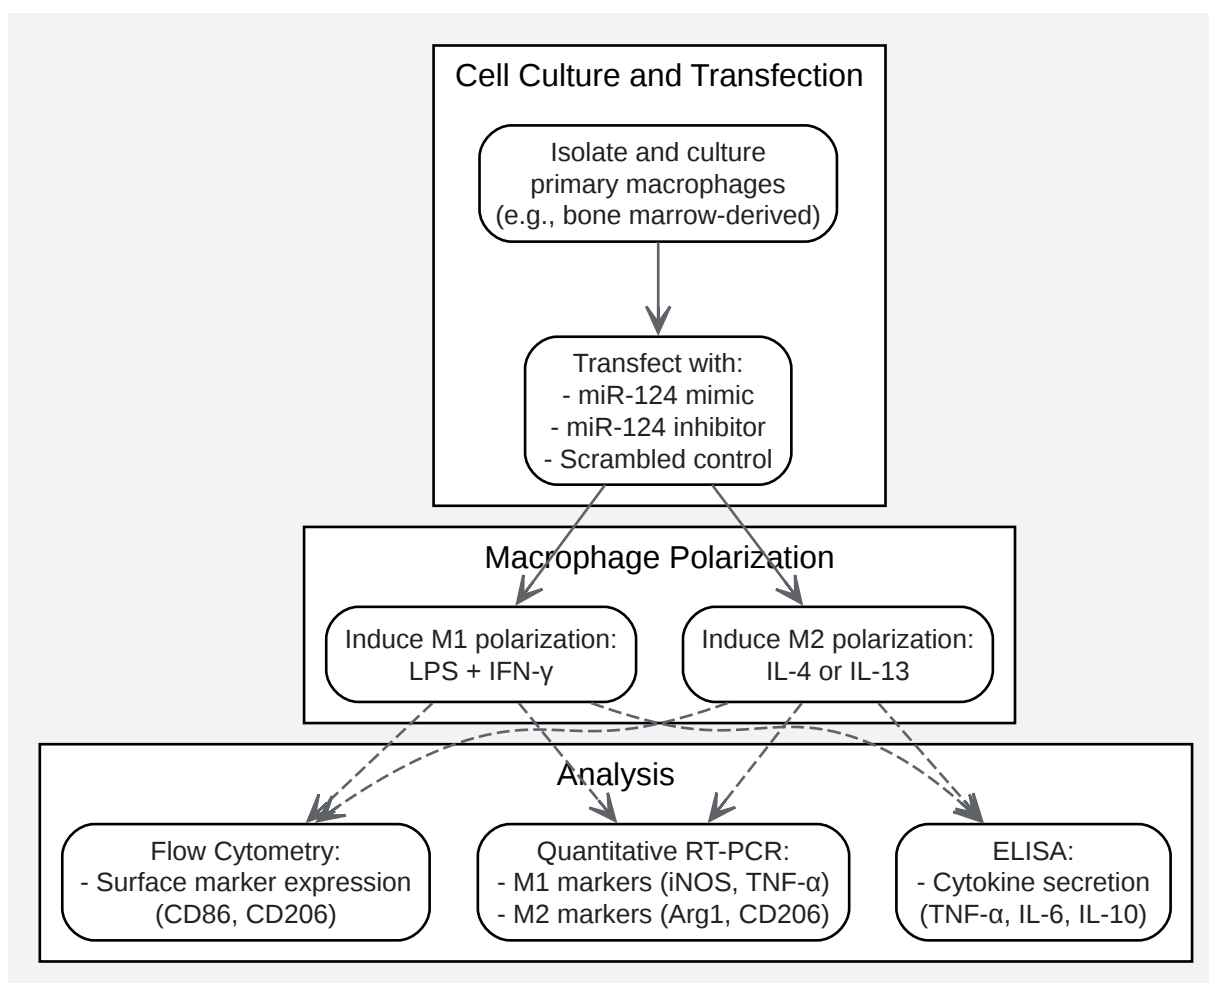 Cell Culture and Transfection
Isolate and culture
primary macrophages
(e.g., bone marrow-derived)
Transfect with:
- miR-124 mimic
- miR-124 inhibitor
- Scrambled control
Macrophage Polarization
Induce M1 polarization:
LPS + IFN-γ
Induce M2 polarization:
IL-4 or IL-13
Analysis
Flow Cytometry:
- Surface marker expression
(CD86, CD206)
Quantitative RT-PCR:
- M1 markers (iNOS, TNF-α)
- M2 markers (Arg1, CD206)
ELISA:
- Cytokine secretion
(TNF-α, IL-6, IL-10)